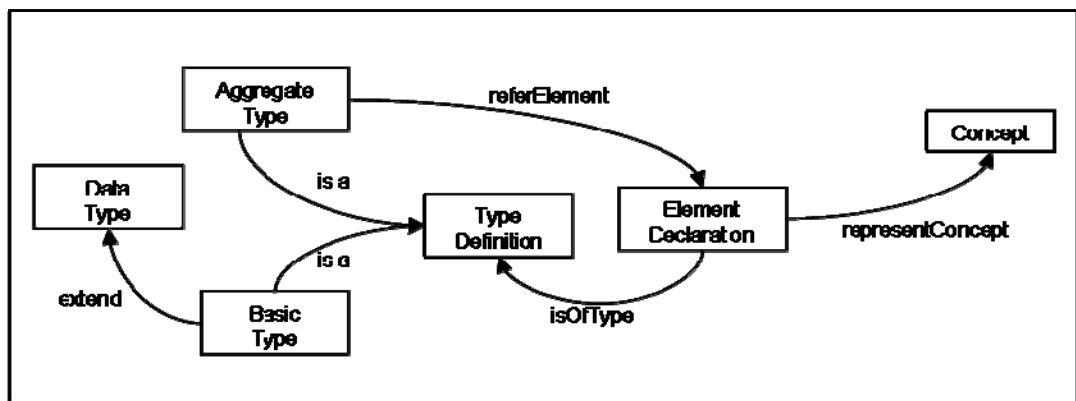 Aggregate
Type
referElement
Concept
is a
Data
Type
Type
Definition
Element
Declaration
representConcept
is a
extend
Basic
Type
isOfType